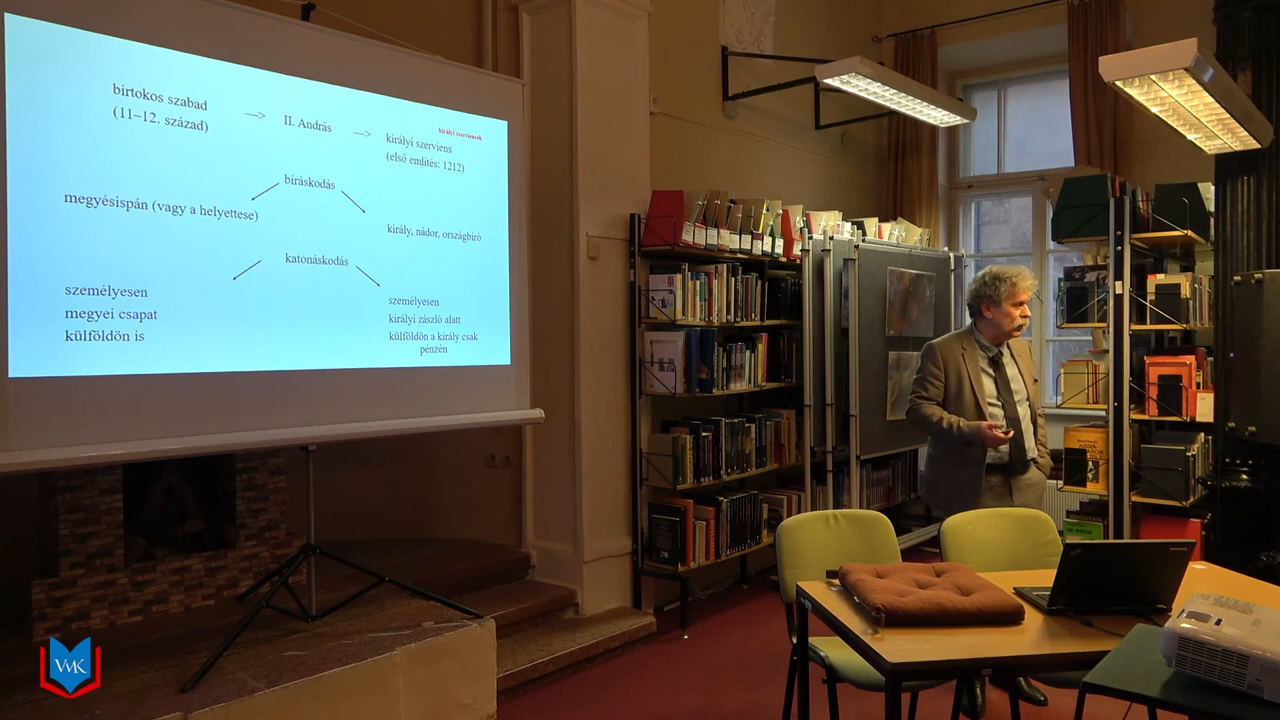 birtokos szabad
(11–12. század)
II. András
királyi szerviensek
királyi szerviens
(első említés: 1212)
bíráskodás
megyésispán (vagy a helyettese)
király, nádor, országbíró
katonáskodás
személyesen
megyei csapat
külföldön is
személyesen
királyi zászló alatt
külföldön a király csak
pénzén
VMK